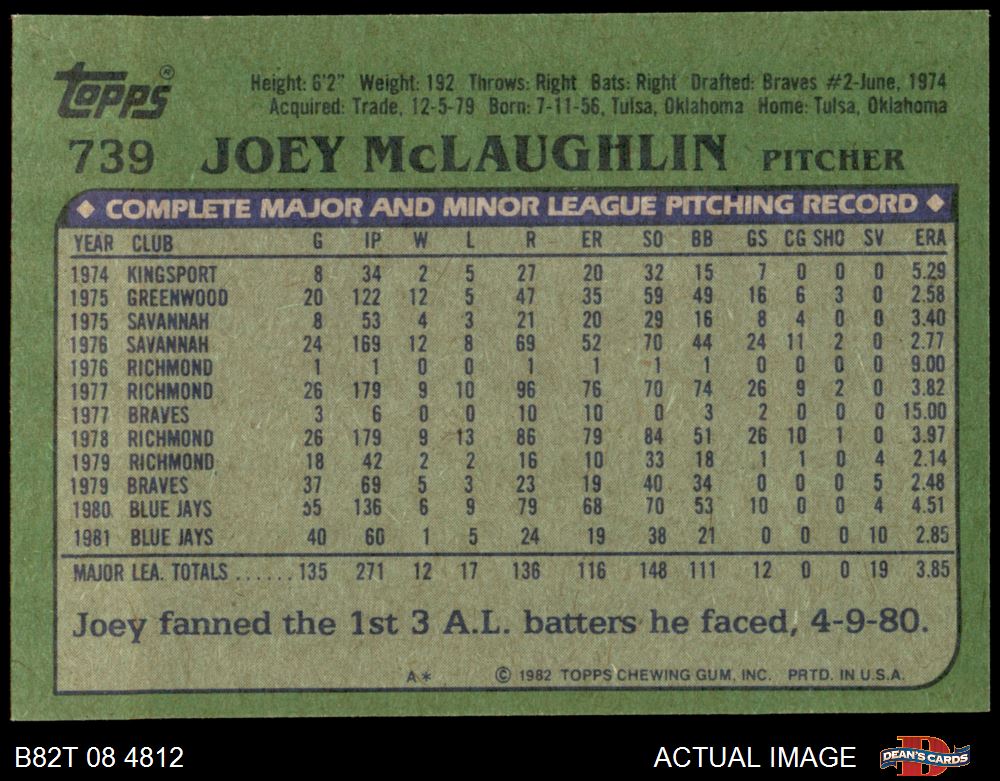 topps® Height: 6'2" Weight: 192 Throws: Right Bats: Right Drafted: Braves #2-June, 1974
Acquired: Trade, 12-5-79 Born: 7-11-56, Tulsa, Oklahoma Home: Tulsa, Oklahoma
739 JOEY McLAUGHLIN PITCHER
◆ COMPLETE MAJOR AND MINOR LEAGUE PITCHING RECORD ◆
YEAR CLUB G IP W L R ER SO BB GS CG SHO SV ERA
1974 KINGSPORT 8 34 2 5 27 20 32 15 7 0 0 0 5.29
1975 GREENWOOD 20 122 12 5 47 35 59 49 16 6 3 0 2.58
1975 SAVANNAH 8 53 4 3 21 20 29 16 8 4 0 0 3.40
1976 SAVANNAH 24 169 12 8 69 52 70 44 24 11 2 0 2.77
1976 RICHMOND 1 1 0 0 1 1 1 1 0 0 0 0 9.00
1977 RICHMOND 26 179 9 10 96 76 70 74 26 9 2 0 3.82
1977 BRAVES 3 6 0 0 10 10 0 3 2 0 0 0 15.00
1978 RICHMOND 26 179 9 13 86 79 84 51 26 10 1 0 3.97
1979 RICHMOND 18 42 2 2 16 10 33 18 1 1 0 4 2.14
1979 BRAVES 37 69 5 3 23 19 40 34 0 0 0 5 2.48
1980 BLUE JAYS 55 136 6 9 79 68 70 53 10 0 0 4 4.51
1981 BLUE JAYS 40 60 1 5 24 19 38 21 0 0 0 10 2.85
MAJOR LEA. TOTALS ...... 135 271 12 17 136 116 148 111 12 0 0 19 3.85
Joey fanned the 1st 3 A.L. batters he faced, 4-9-80.
A* © 1982 TOPPS CHEWING GUM, INC. PRTD. IN U.S.A.
B82T 08 4812 ACTUAL IMAGE D DEAN'S CARDS